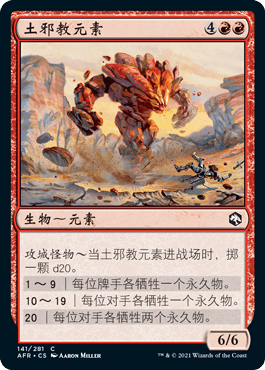 土邪教元素 4
生物～元素
攻城怪物～当土邪教元素进战场时，掷
一颗 d20。
1～9 | 每位牌手各牺牲一个永久物。
10～19 | 每位对手各牺牲一个永久物。
20 | 每位对手各牺牲两个永久物。
6/6
141/281 C
AFR • CS AARON MILLER
™ & © 2021 Wizards of the Coast